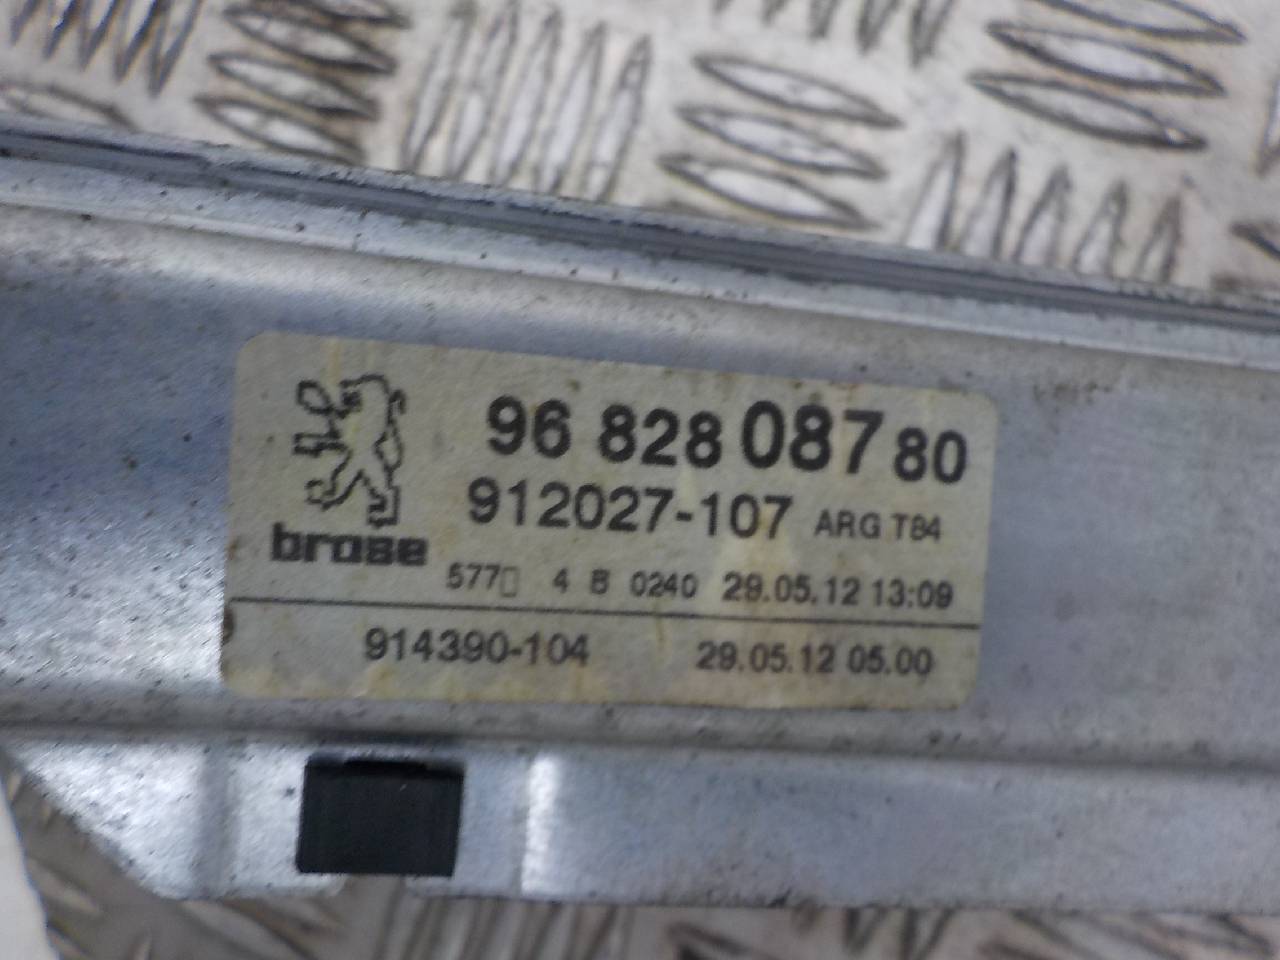 96 828 087 80
912027-107 ARG T84
brose
577▯ 4 B 0240 29.05.12 13:09
914390-104 29.05.12 05.00